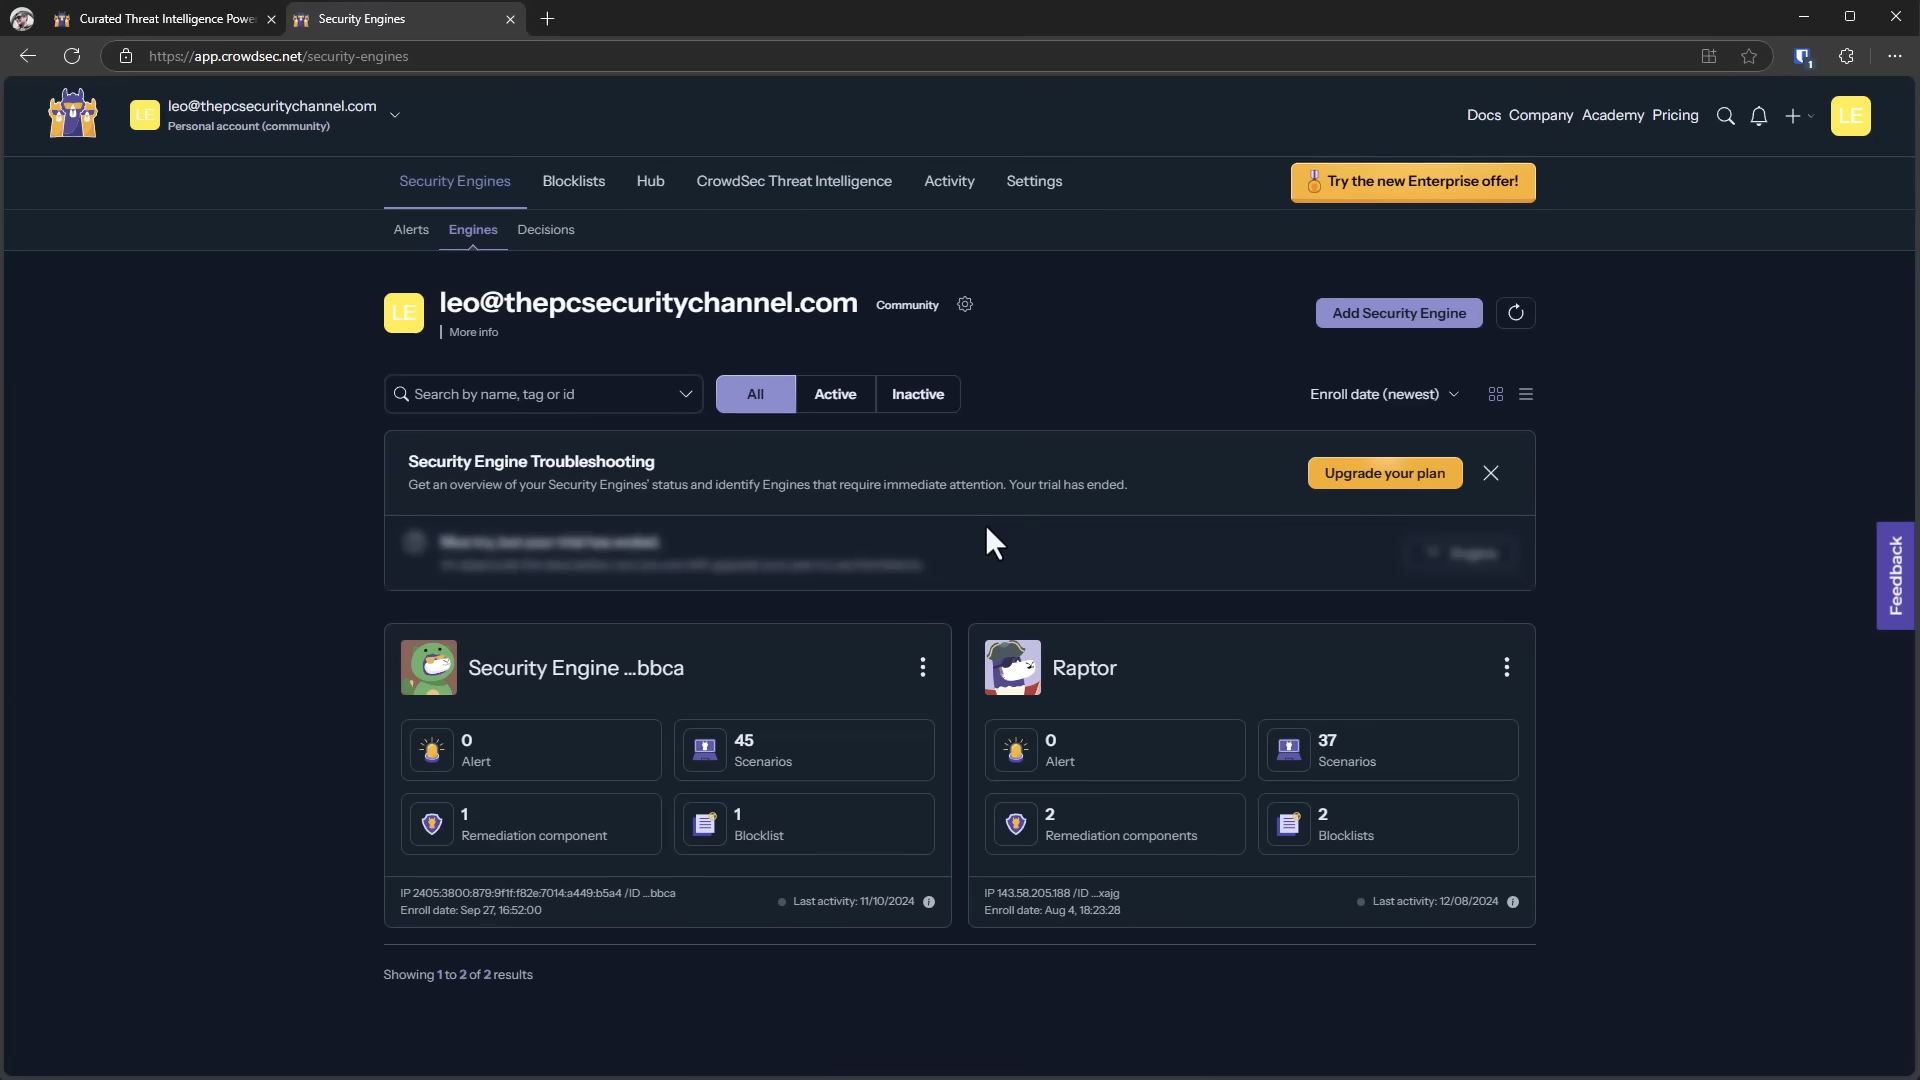 Curated Threat Intelligence Power
Security Engines
https://app.crowdsec.net/security-engines
1
LE
leo@thepcsecuritychannel.com
Personal account (community)
Docs Company Academy Pricing
LE
Security Engines Blocklists Hub CrowdSec Threat Intelligence Activity Settings
Try the new Enterprise offer!
Alerts Engines Decisions
LE
leo@thepcsecuritychannel.com Community
More info
Add Security Engine
Search by name, tag or id
All Active Inactive
Enroll date (newest)
Security Engine Troubleshooting
Get an overview of your Security Engines' status and identify Engines that require immediate attention. Your trial has ended.
Upgrade your plan
Feedback
Security Engine ...bbca
0
Alert
45
Scenarios
1
Remediation component
1
Blocklist
IP 2405:3800:879:9f1f:f82e:7014:a449:b5a4 /ID ...bbca
Enroll date: Sep 27, 16:52:00
Last activity: 11/10/2024
Raptor
0
Alert
37
Scenarios
2
Remediation components
2
Blocklists
IP 143.58.205.188 /ID ...xajg
Enroll date: Aug 4, 18:23:28
Last activity: 12/08/2024
Showing 1 to 2 of 2 results